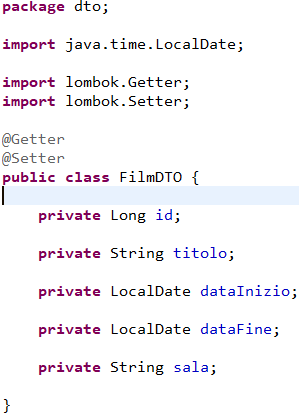 package dto;
import java.time.LocalDate;
import lombok.Getter;
import lombok.Setter;
@Getter
@Setter
public class FilmDTO {
private Long id;
private String titolo;
private LocalDate dataInizio;
private LocalDate dataFine;
private String sala;
}